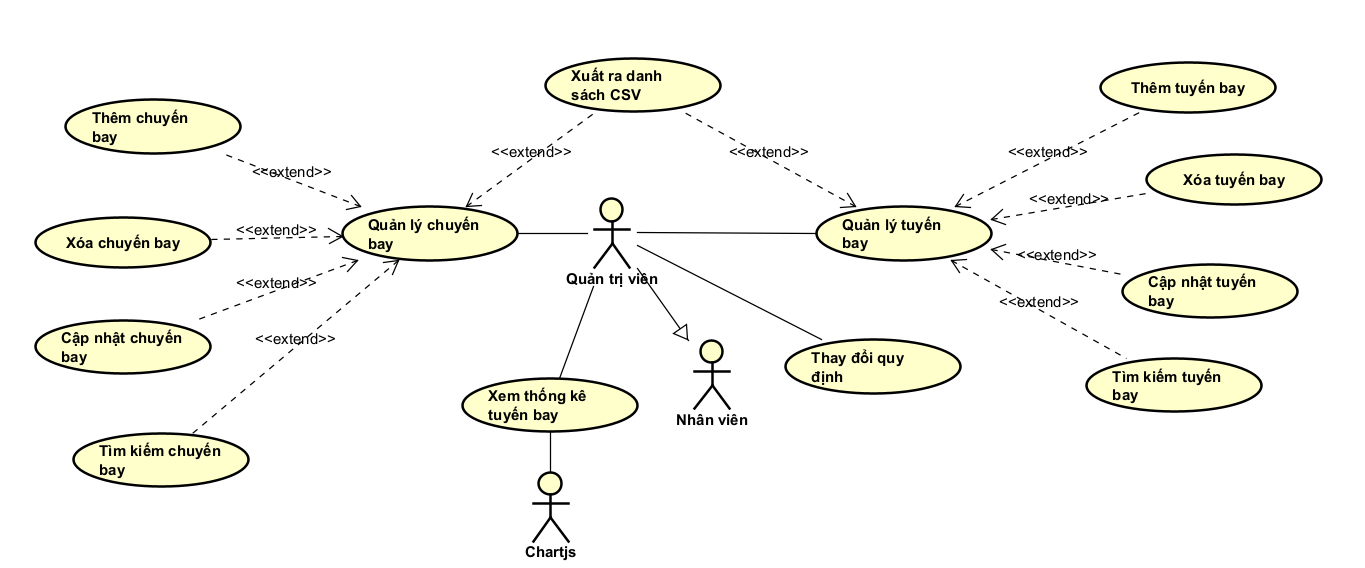 Xuất ra danh
sách CSV
Thêm tuyến bay
Thêm chuyến
bay
<<extend>>
<<extend>>
<<extend>>
<<extend>>
Xóa tuyến bay
<<extend>>
Quản lý chuyến
bay
Quản lý tuyến
bay
Xóa chuyến bay
<<extend>>
<<extend>>
Quản trị viên
<<extend>>
Cập nhật tuyến
bay
<<extend>>
Cập nhật chuyến
bay
<<extend>>
Thay đổi quy
định
Tìm kiếm tuyến
bay
Xem thống kê
tuyến bay
Nhân viên
Tìm kiếm chuyến
bay
Chartjs